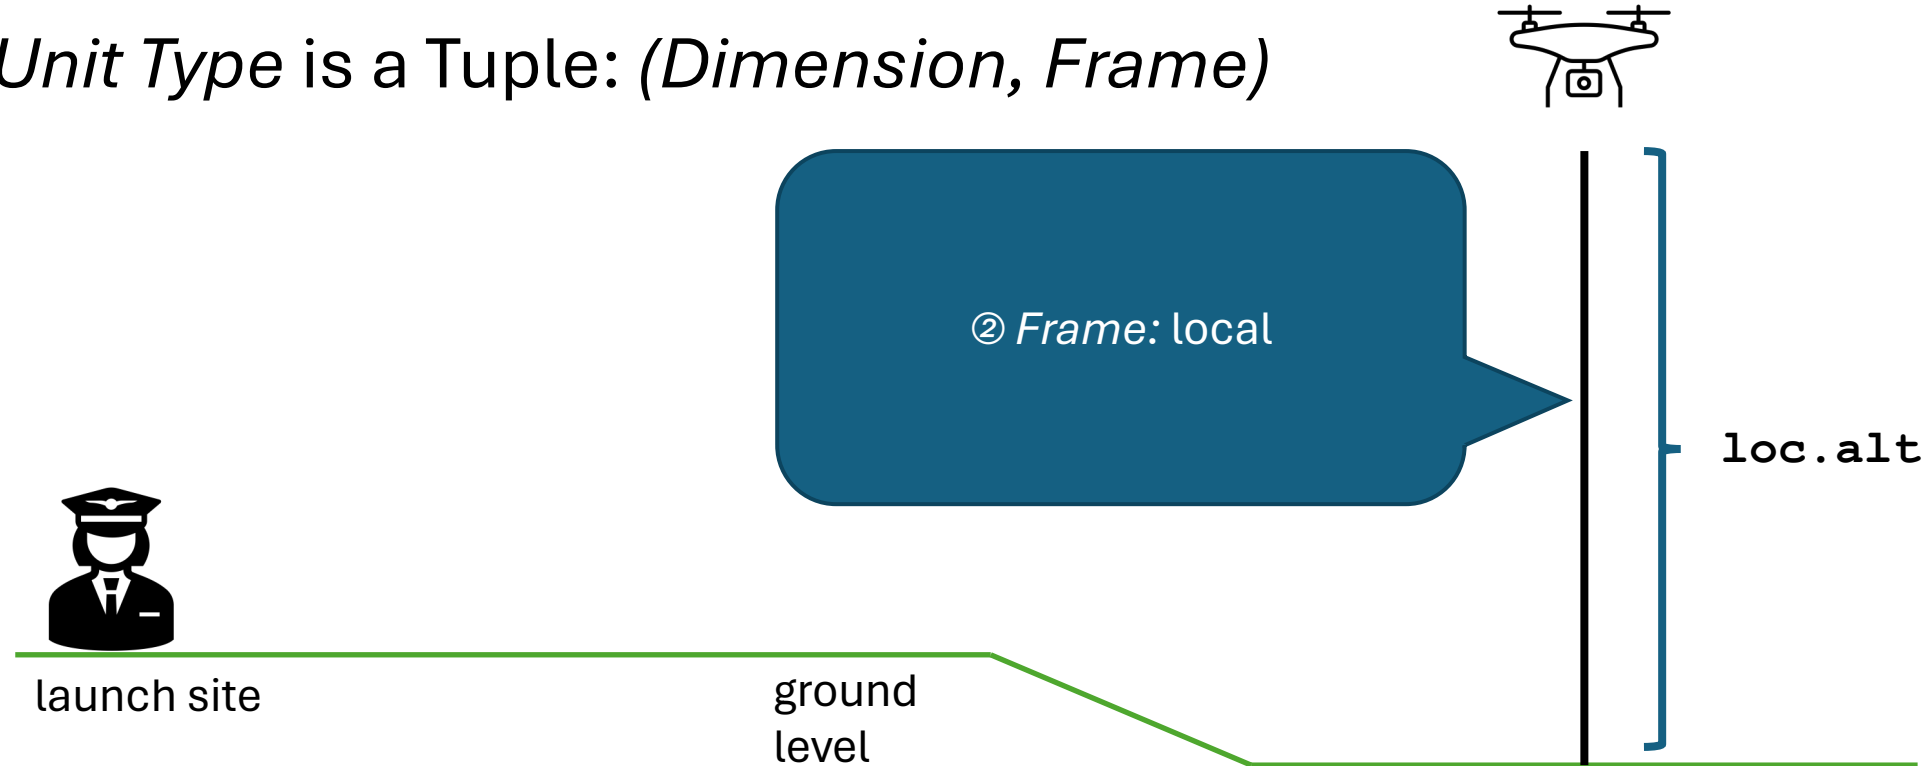 Unit Type is a Tuple: (Dimension, Frame)
② Frame: local
loc.alt
launch site
ground
level